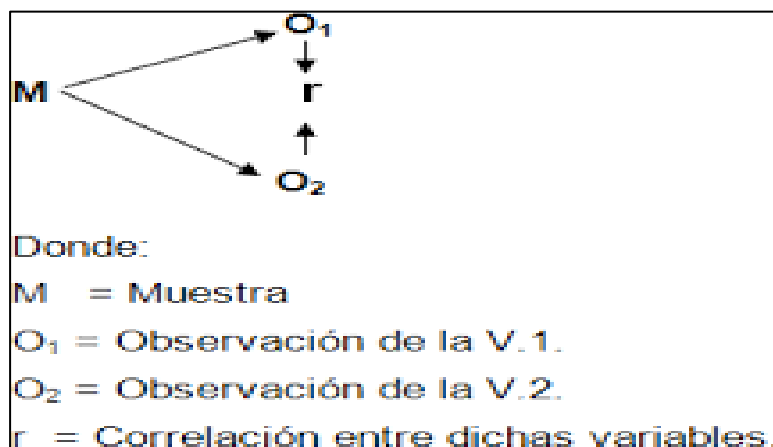 O₁
M r
O₂
Donde:
M = Muestra
O₁ = Observación de la V.1.
O₂ = Observación de la V.2.
r = Correlación entre dichas variables.